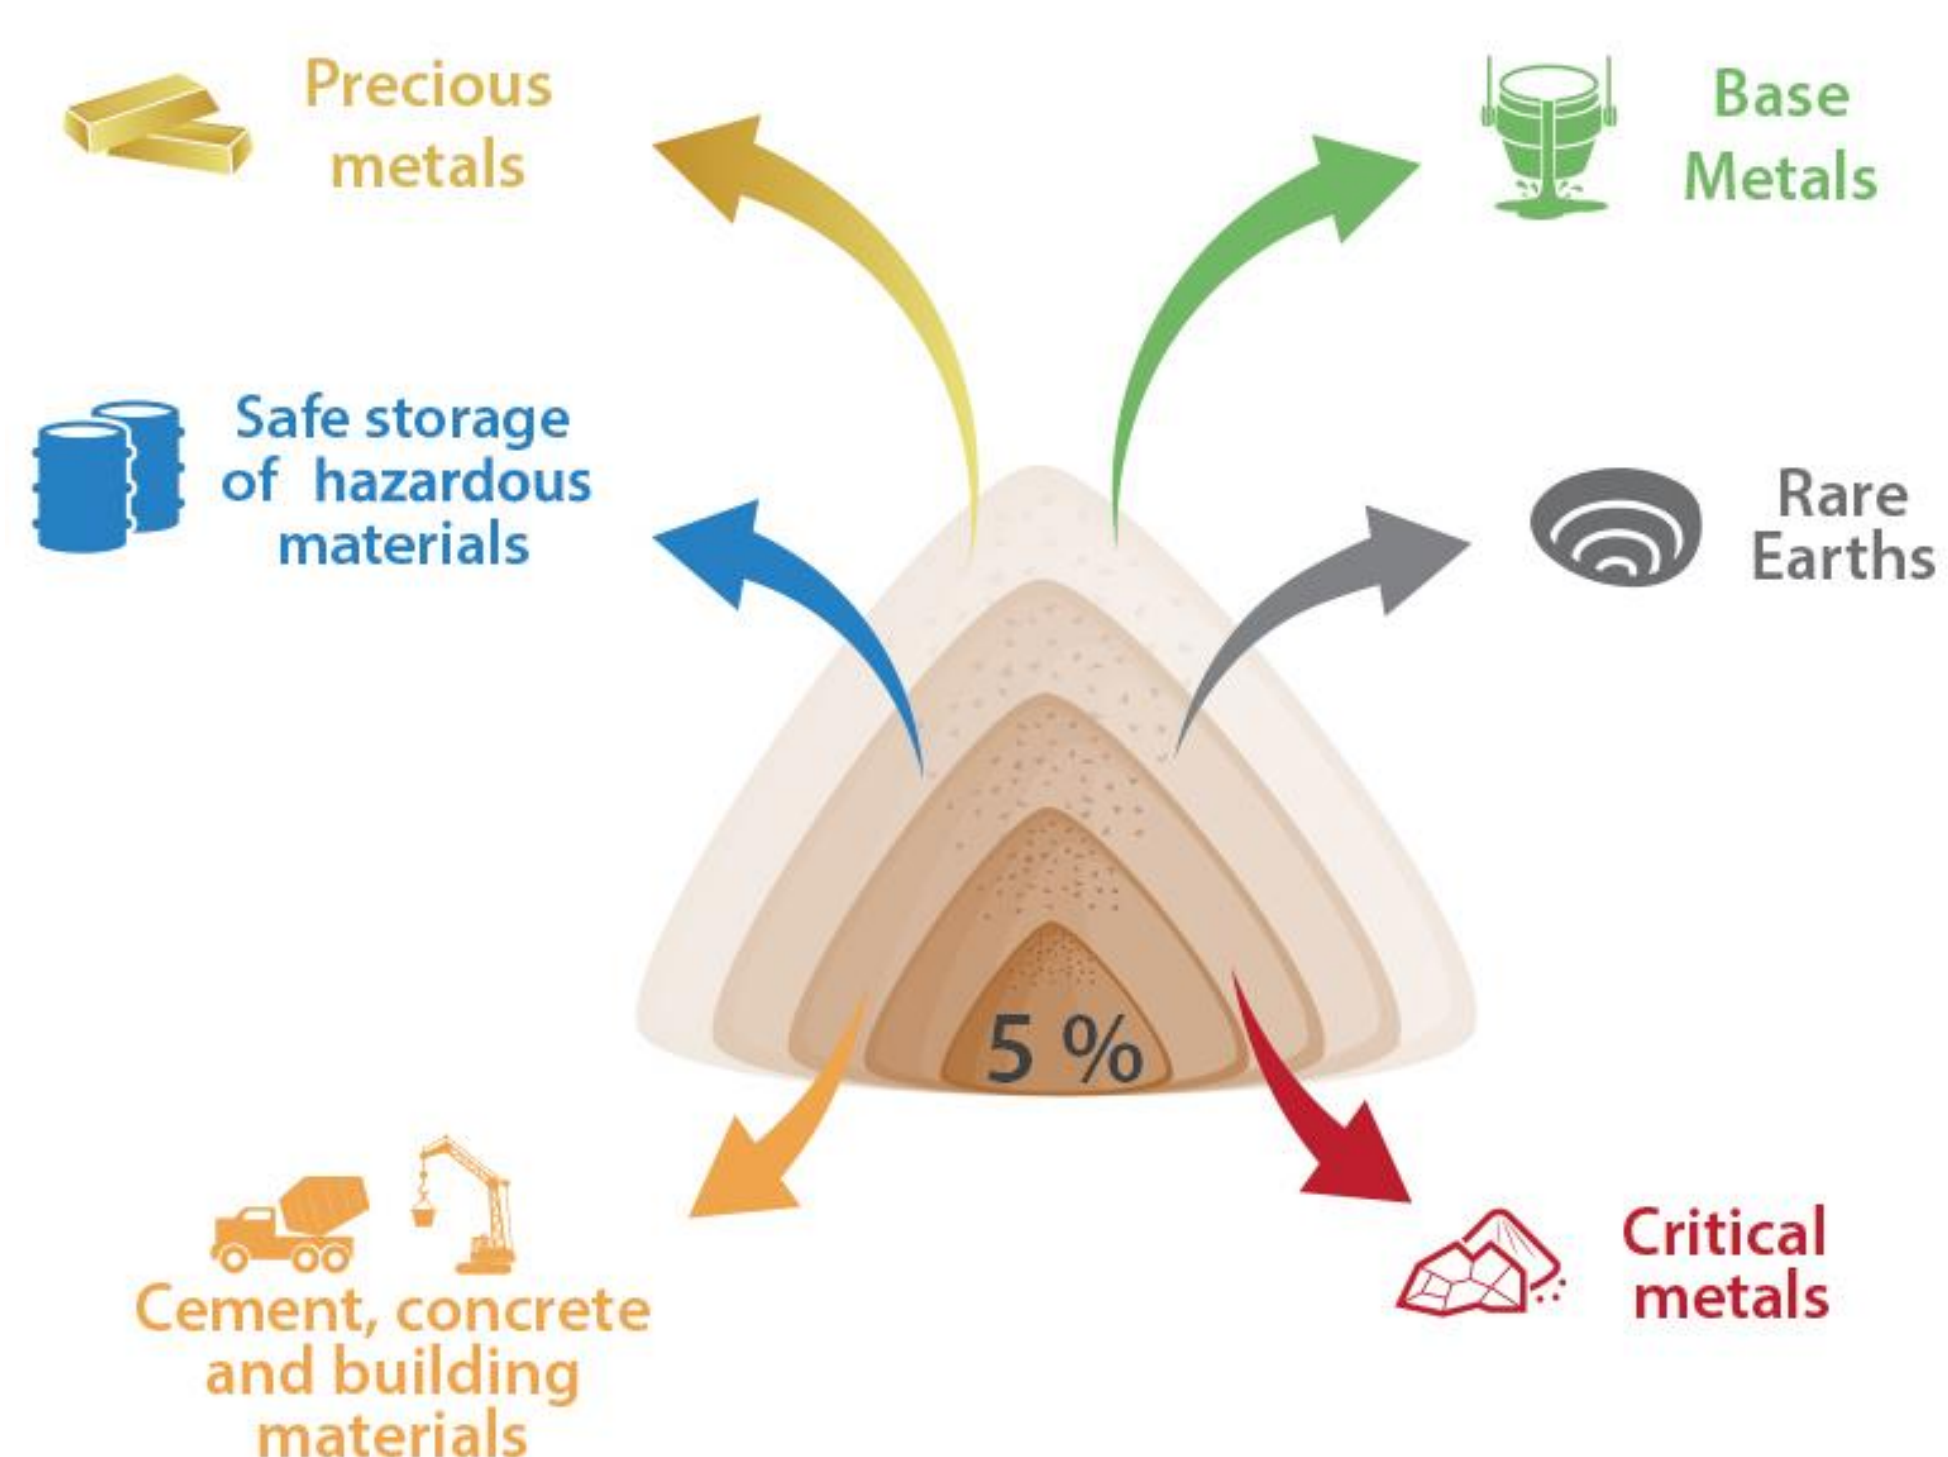 Precious
metals
Base
Metals
Safe storage
of hazardous
materials
Rare
Earths
5 %
Cement, concrete
and building
materials
Critical
metals